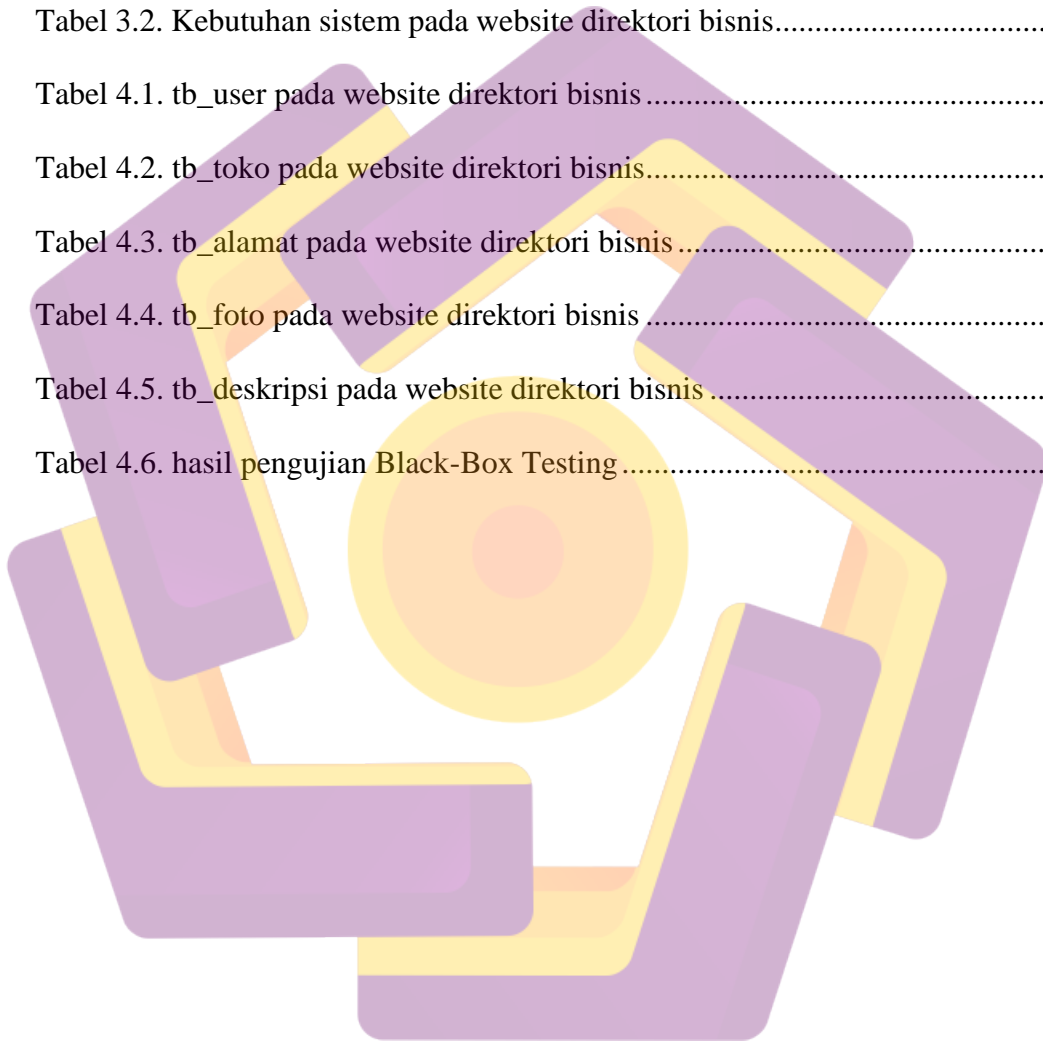 Tabel 3.2. Kebutuhan sistem pada website direktori bisnis.................................
Tabel 4.1. tb_user pada website direktori bisnis.................................................
Tabel 4.2. tb_toko pada website direktori bisnis.................................................
Tabel 4.3. tb_alamat pada website direktori bisnis..............................................
Tabel 4.4. tb_foto pada website direktori bisnis.................................................
Tabel 4.5. tb_deskripsi pada website direktori bisnis.........................................
Tabel 4.6. hasil pengujian Black-Box Testing....................................................